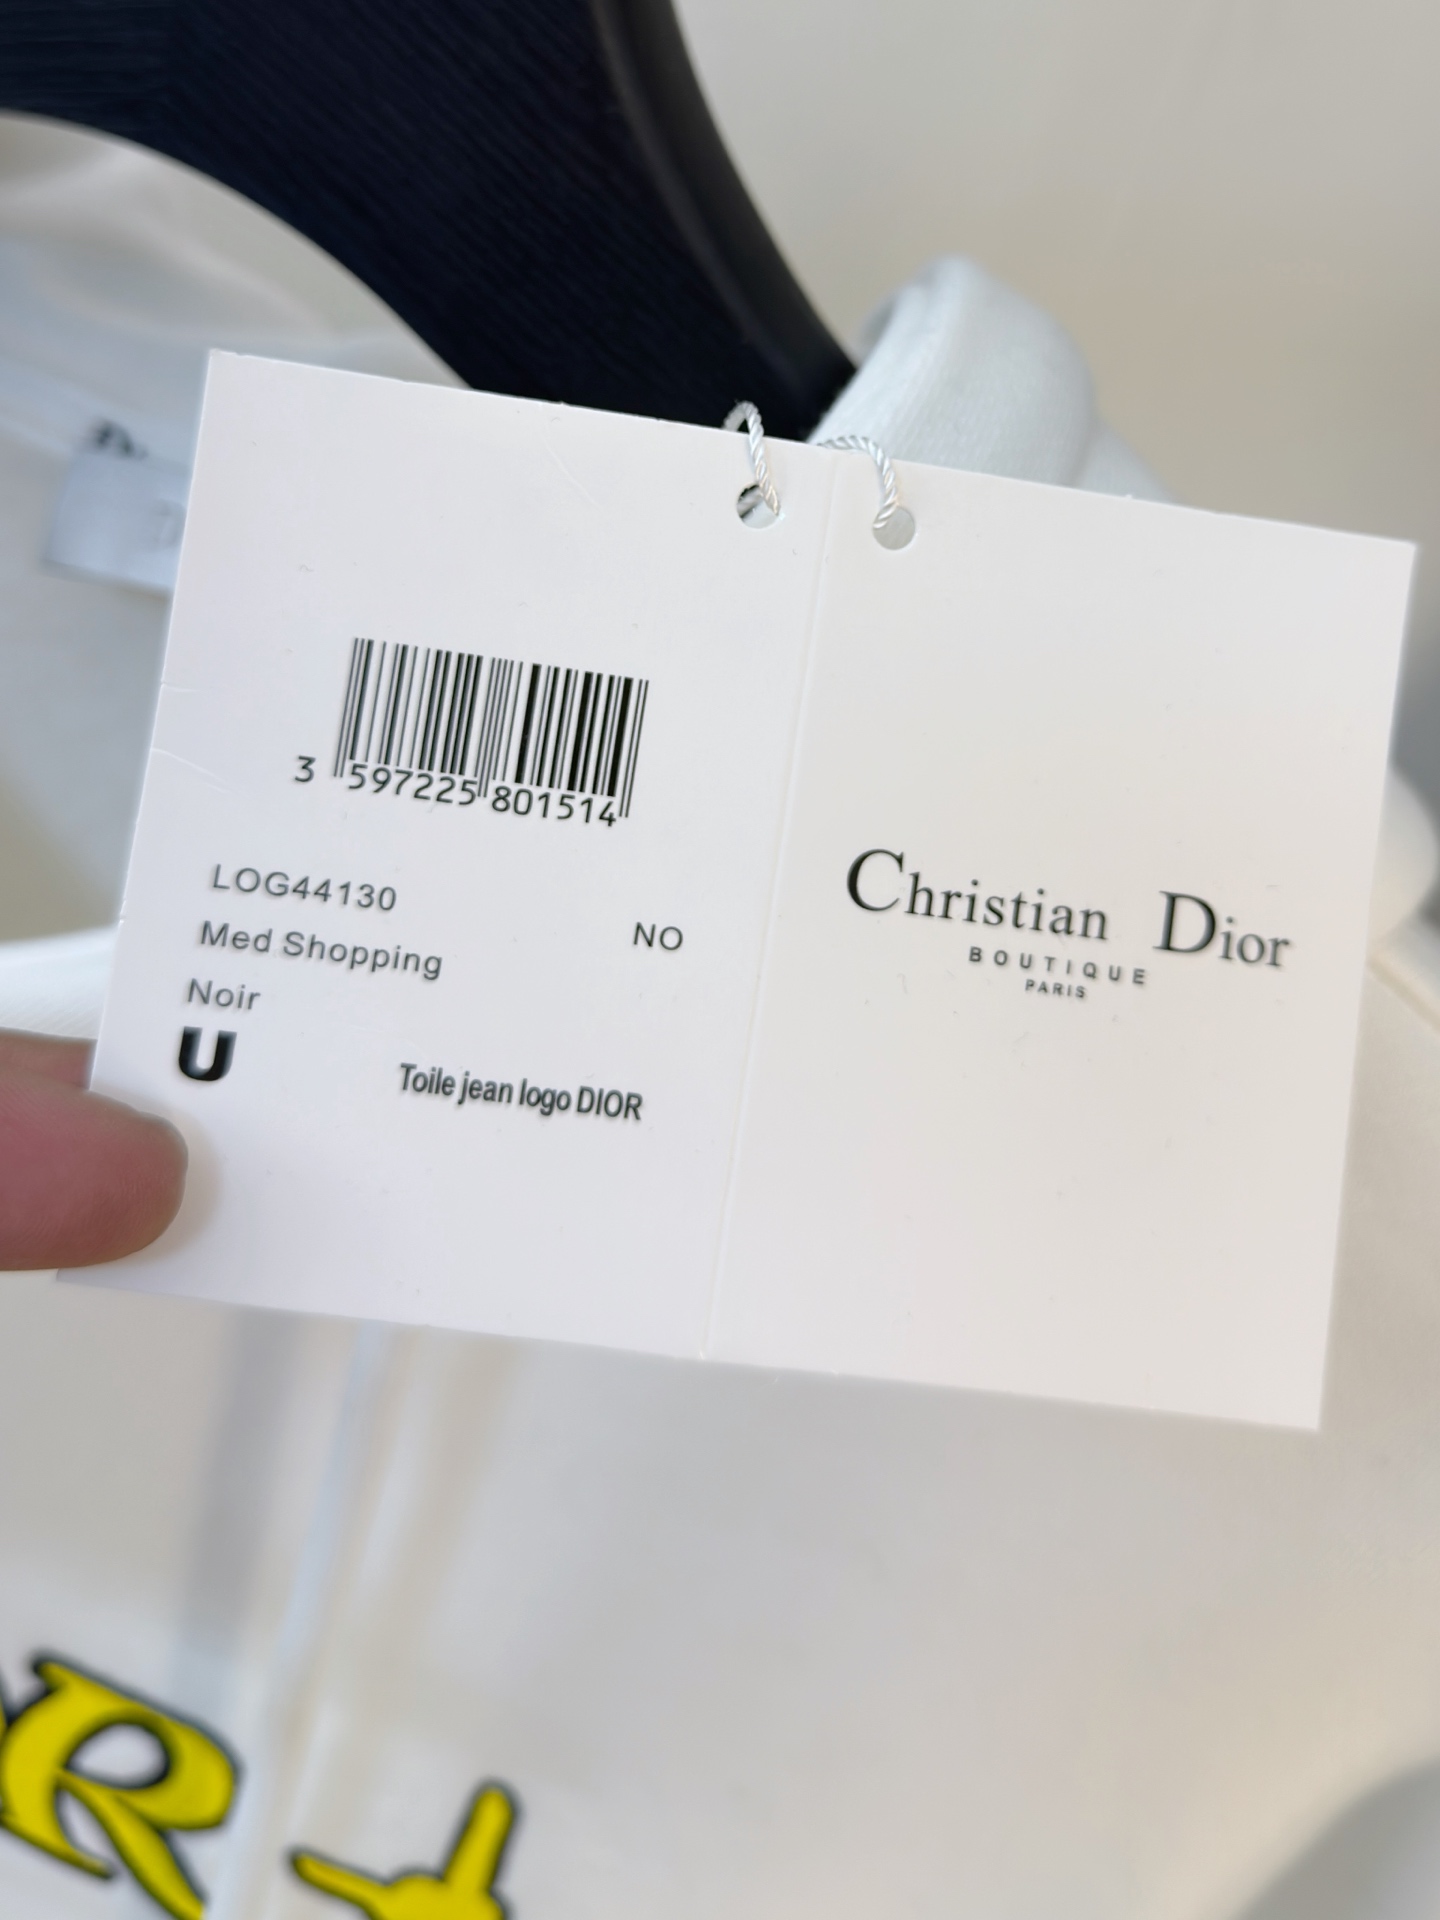 3 597225 801514
LOG44130
Med Shopping NO
Noir
U
Toile jean logo DIOR
Christian Dior
BOUTIQUE
PARIS
R